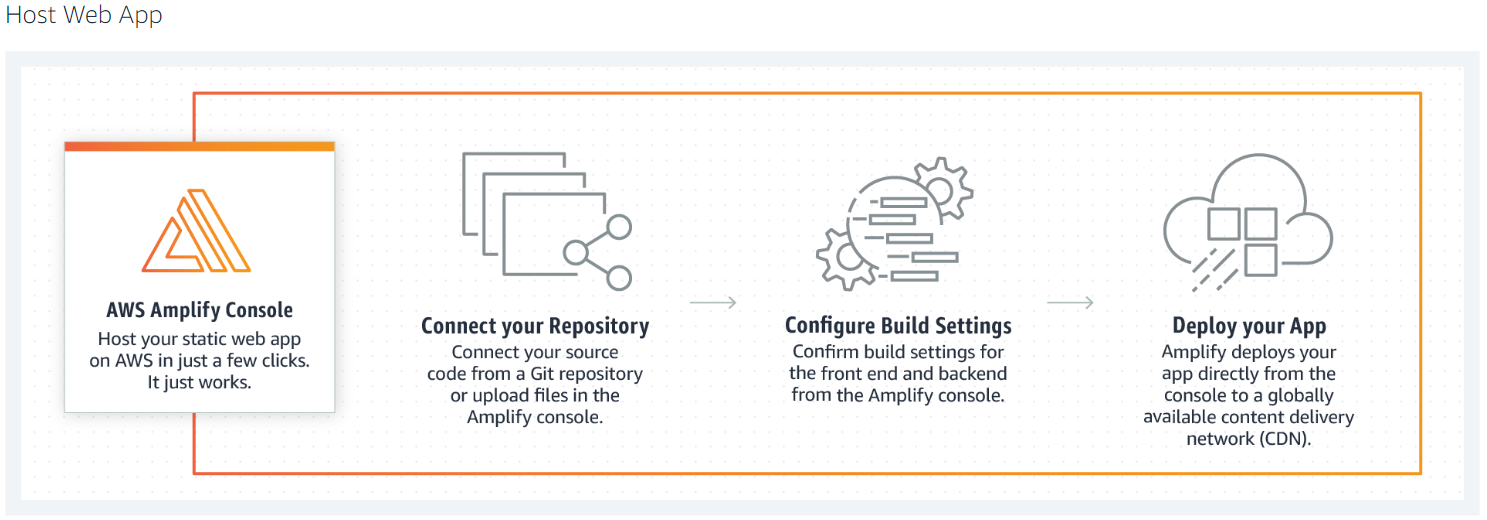 Host Web App
AWS Amplify Console
Host your static web app
on AWS in just a few clicks.
It just works.
Connect your Repository
Connect your source
code from a Git repository
or upload files in the
Amplify console.
Configure Build Settings
Confirm build settings for
the front end and backend
from the Amplify console.
Deploy your App
Amplify deploys your
app directly from the
console to a globally
available content delivery
network (CDN).